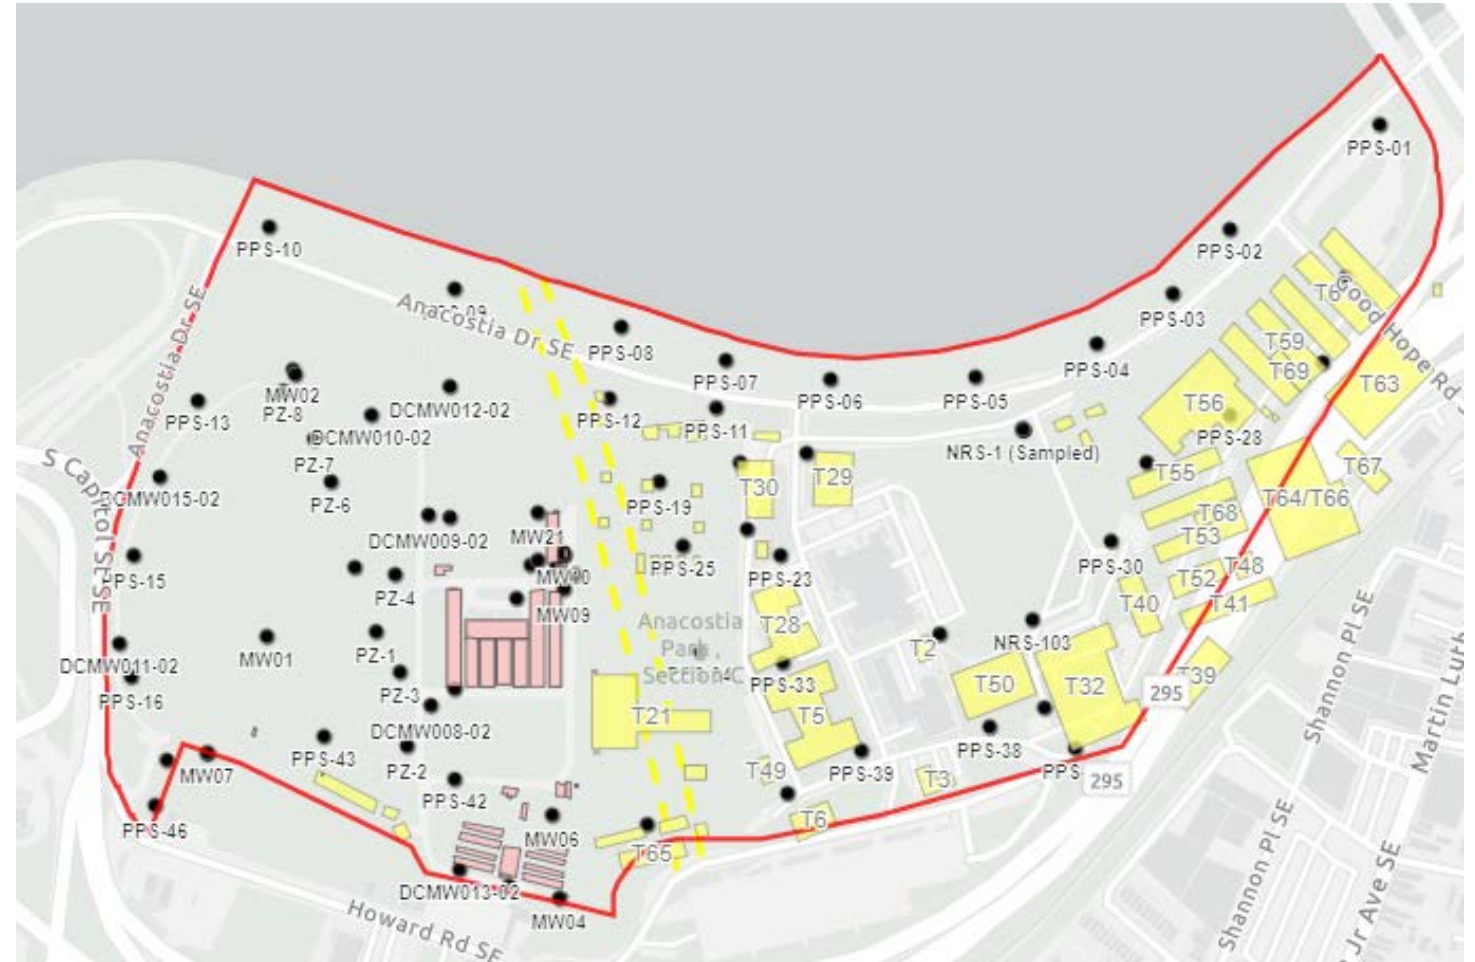 PPS-01
PPS-02
PPS-10
Good Hope Rd S
T6
PPS-03
Anacostia Dr SE
Anacostia Dr SE
PPS-08
PPS-04
T59
PPS-07
T69
T63
MW02
PPS-06
PPS-05
PZ-8
DCMW012-02
PPS-12
PPS-11
T56
PPS-13
DCMW010-02
PPS-28
NRS-1 (Sampled)
PZ-7
S Capitol St SE
T55
T67
T29
T30
DCMW015-02
PZ-6
PPS-19
T64/T66
T68
DCMW009-02
MW21
T53
PPS-15
PPS-25
PPS-23
PPS-30
T48
PZ-4
T52
MW09
T40
T41
Anacostia
Park,
Section C
T28
NRS-103
T2
PZ-1
MW01
DCMW011-02
PZ-3
PPS-33
T50
T32
T39
PPS-16
295
T21
T5
Shannon Pl SE
Martin Luth
DCMW008-02
PPS-38
PPS-43
PZ-2
PPS-39
MW07
T49
T3
295
PPS-42
PPS-46
MW06
T6
T65
Shannon Pl SE
DCMW013-02
MW04
Howard Rd SE
Jr Ave SE